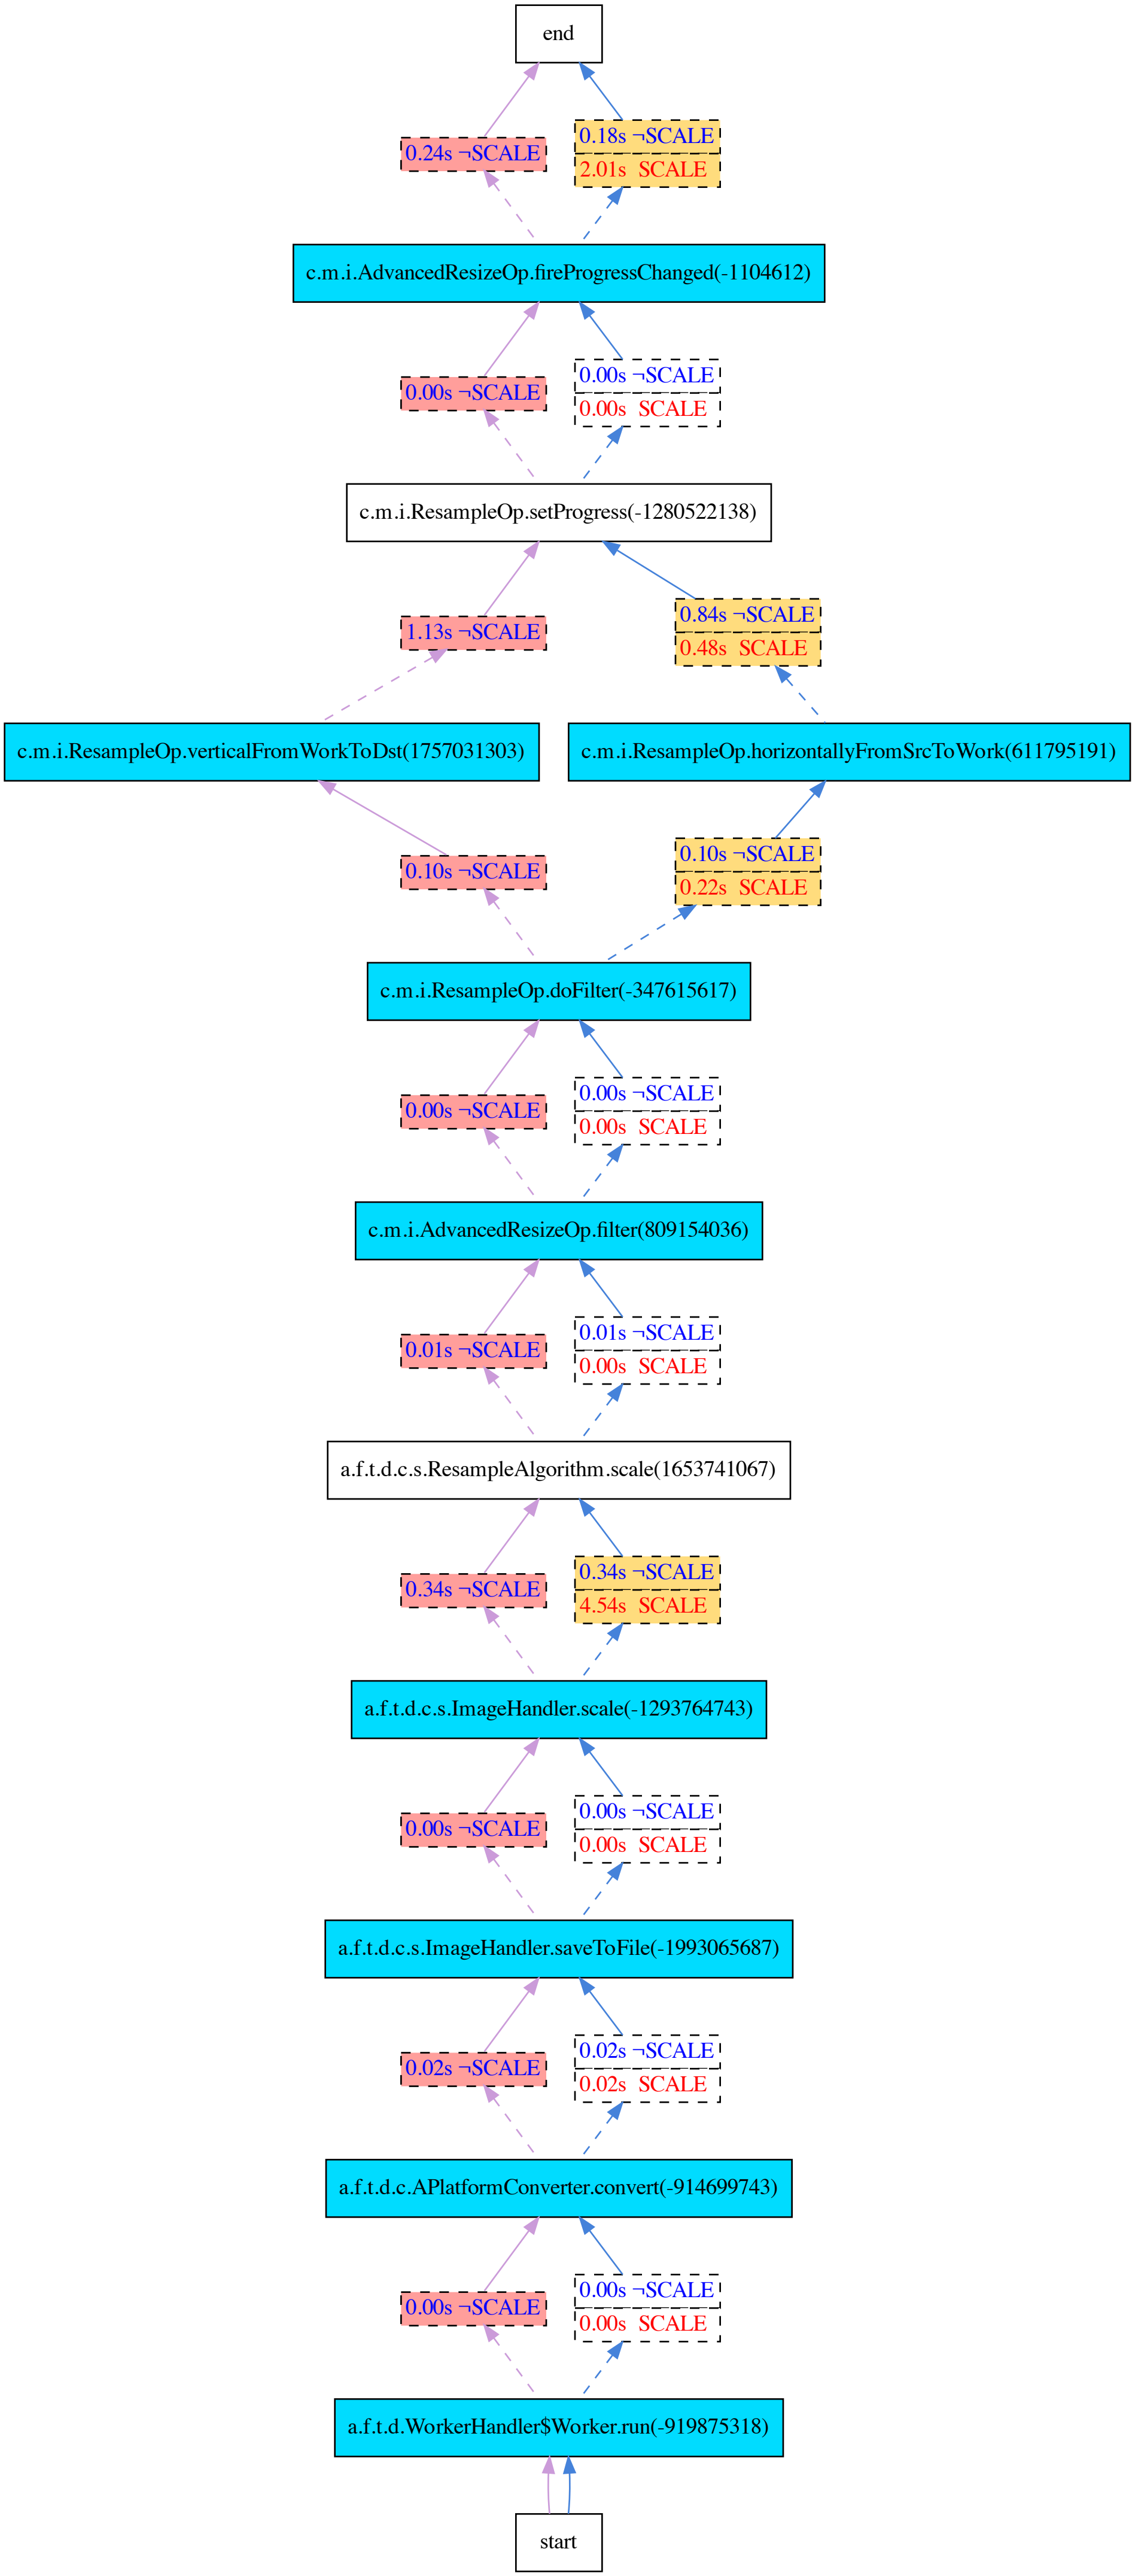 end
0.24s ¬SCALE
0.18s ¬SCALE
2.01s SCALE
c.m.i.AdvancedResizeOp.fireProgressChanged(-1104612)
0.00s ¬SCALE
0.00s ¬SCALE
0.00s SCALE
c.m.i.ResampleOp.setProgress(-1280522138)
1.13s ¬SCALE
0.84s ¬SCALE
0.48s SCALE
c.m.i.ResampleOp.verticalFromWorkToDst(1757031303)
c.m.i.ResampleOp.horizontallyFromSrcToWork(611795191)
0.10s ¬SCALE
0.10s ¬SCALE
0.22s SCALE
c.m.i.ResampleOp.doFilter(-347615617)
0.00s ¬SCALE
0.00s ¬SCALE
0.00s SCALE
c.m.i.AdvancedResizeOp.filter(809154036)
0.01s ¬SCALE
0.01s ¬SCALE
0.00s SCALE
a.f.t.d.c.s.ResampleAlgorithm.scale(1653741067)
0.34s ¬SCALE
0.34s ¬SCALE
4.54s SCALE
a.f.t.d.c.s.ImageHandler.scale(-1293764743)
0.00s ¬SCALE
0.00s ¬SCALE
0.00s SCALE
a.f.t.d.c.s.ImageHandler.saveToFile(-1993065687)
0.02s ¬SCALE
0.02s ¬SCALE
0.02s SCALE
a.f.t.d.c.APlatformConverter.convert(-914699743)
0.00s ¬SCALE
0.00s ¬SCALE
0.00s SCALE
a.f.t.d.WorkerHandler$Worker.run(-919875318)
start